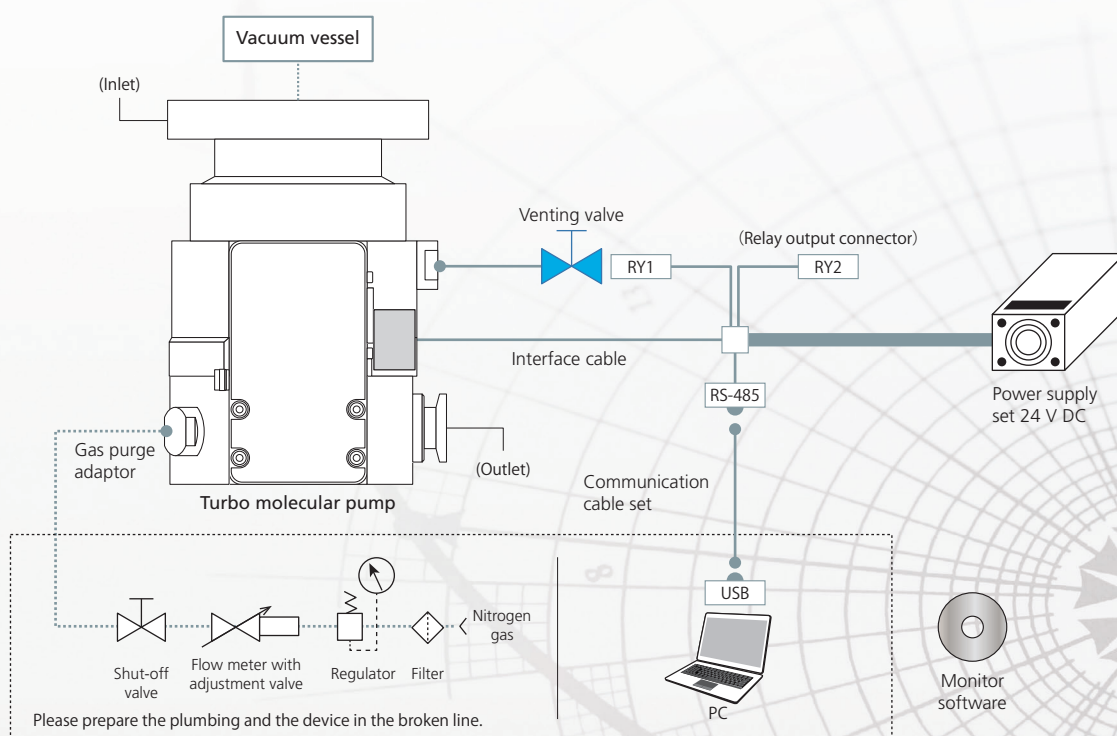 Vacuum vessel
(Inlet)
Venting valve
(Relay output connector)
RY1
RY2
Interface cable
RS-485
Power supply
set 24 V DC
Gas purge
adaptor
(Outlet)
Turbo molecular pump
Communication
cable set
USB
Nitrogen
gas
Shut-off
valve
Flow meter with
adjustment valve
Regulator
Filter
PC
Monitor
software
Please prepare the plumbing and the device in the broken line.